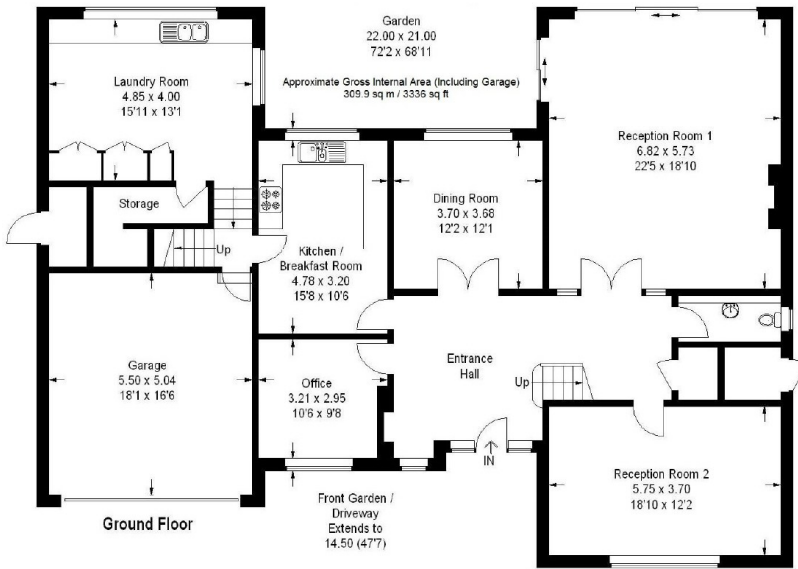 Garden
22.00 x 21.00
72'2 x 68'11
Approximate Gross Internal Area (Including Garage)
309.9 sq m / 3336 sq ft
Laundry Room
4.85 x 4.00
15'11 x 13'1
Reception Room 1
6.82 x 5.73
22'5 x 18'10
Storage
Dining Room
3.70 x 3.68
12'2 x 12'1
Up
Kitchen /
Breakfast Room
4.78 x 3.20
15'8 x 10'6
Garage
5.50 x 5.04
18'1 x 16'6
Office
3.21 x 2.95
10'6 x 9'8
Entrance
Hall
Up
IN
Reception Room 2
5.75 x 3.70
18'10 x 12'2
Front Garden /
Driveway
Extends to
14.50 (47'7)
Ground Floor